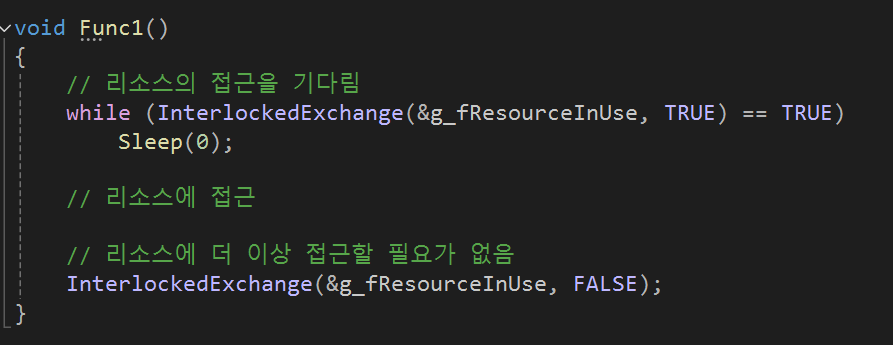 void Func1()
{
// 리소스의 접근을 기다림
while (InterlockedExchange(&g_fResourceInUse, TRUE) == TRUE)
Sleep(0);
// 리소스에 접근
// 리소스에 더 이상 접근할 필요가 없음
InterlockedExchange(&g_fResourceInUse, FALSE);
}